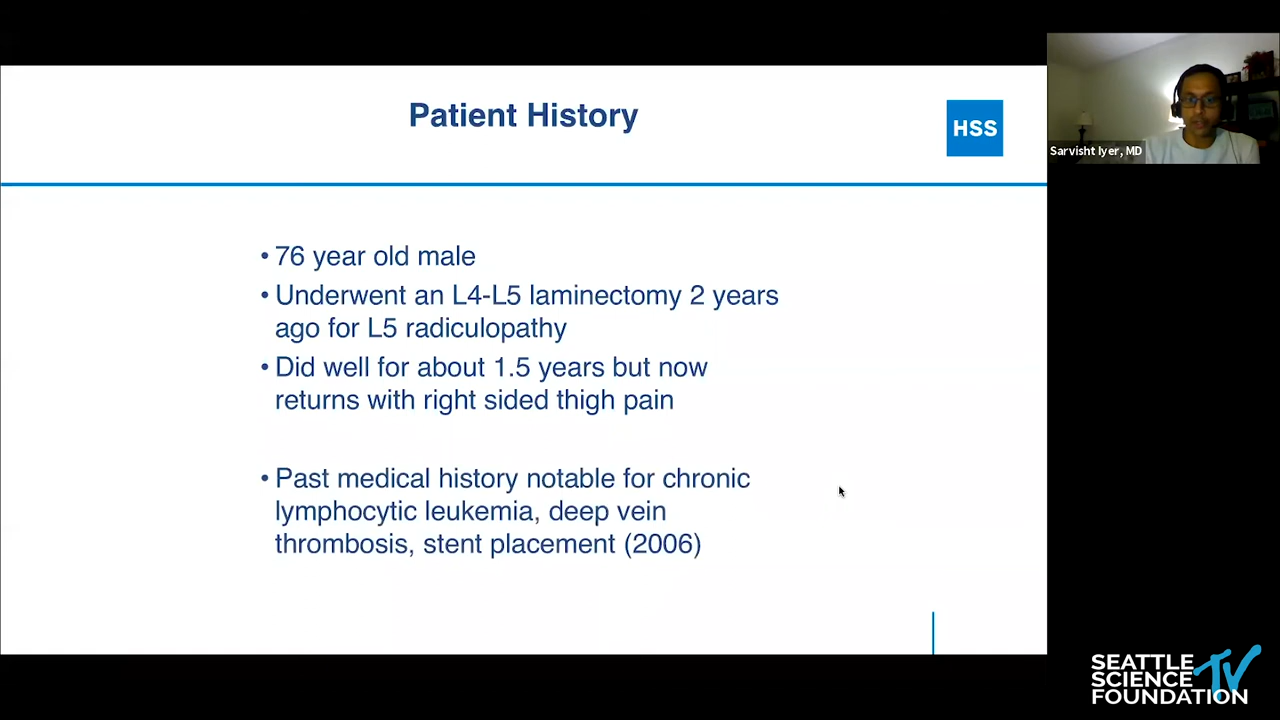 Patient History
HSS
Sarvisht Iyer, MD
• 76 year old male
• Underwent an L4-L5 laminectomy 2 years
ago for L5 radiculopathy
• Did well for about 1.5 years but now
returns with right sided thigh pain
• Past medical history notable for chronic
lymphocytic leukemia, deep vein
thrombosis, stent placement (2006)
SEATTLE
SCIENCE
FOUNDATION
TV